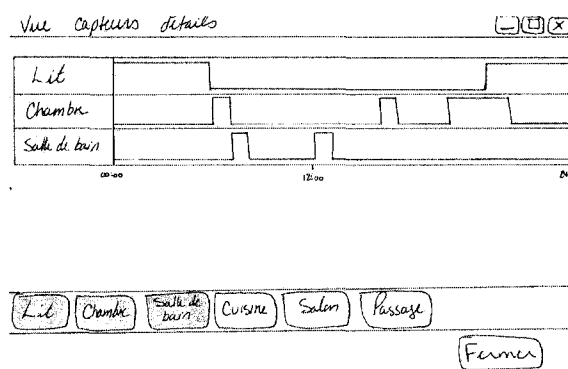 Vue capteurs détails
Lit
Chambre
Salle de bain
00:00 12:00 24
Lit Chambre Salle de bain Cuisine Salon Passage
Fermer